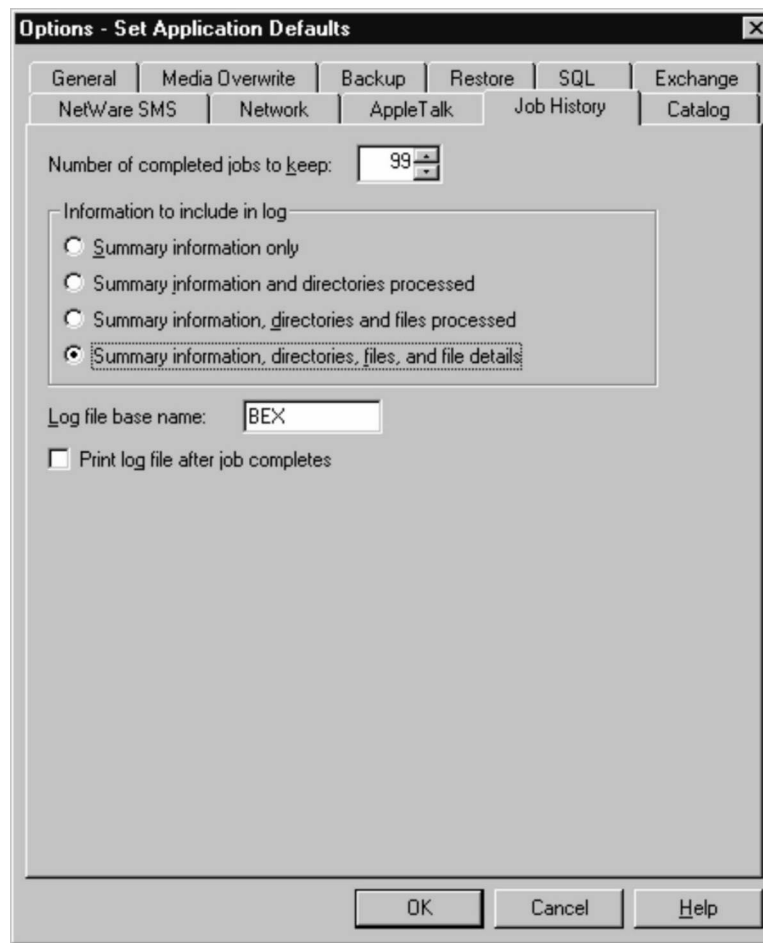 Options - Set Application Defaults
General Media Overwrite Backup Restore SQL Exchange
NetWare SMS Network AppleTalk Job History Catalog
Number of completed jobs to keep: 99
Information to include in log
Summary information only
Summary information and directories processed
Summary information, directories and files processed
Summary information, directories, files, and file details
Log file base name: BEX
Print log file after job completes
OK Cancel Help